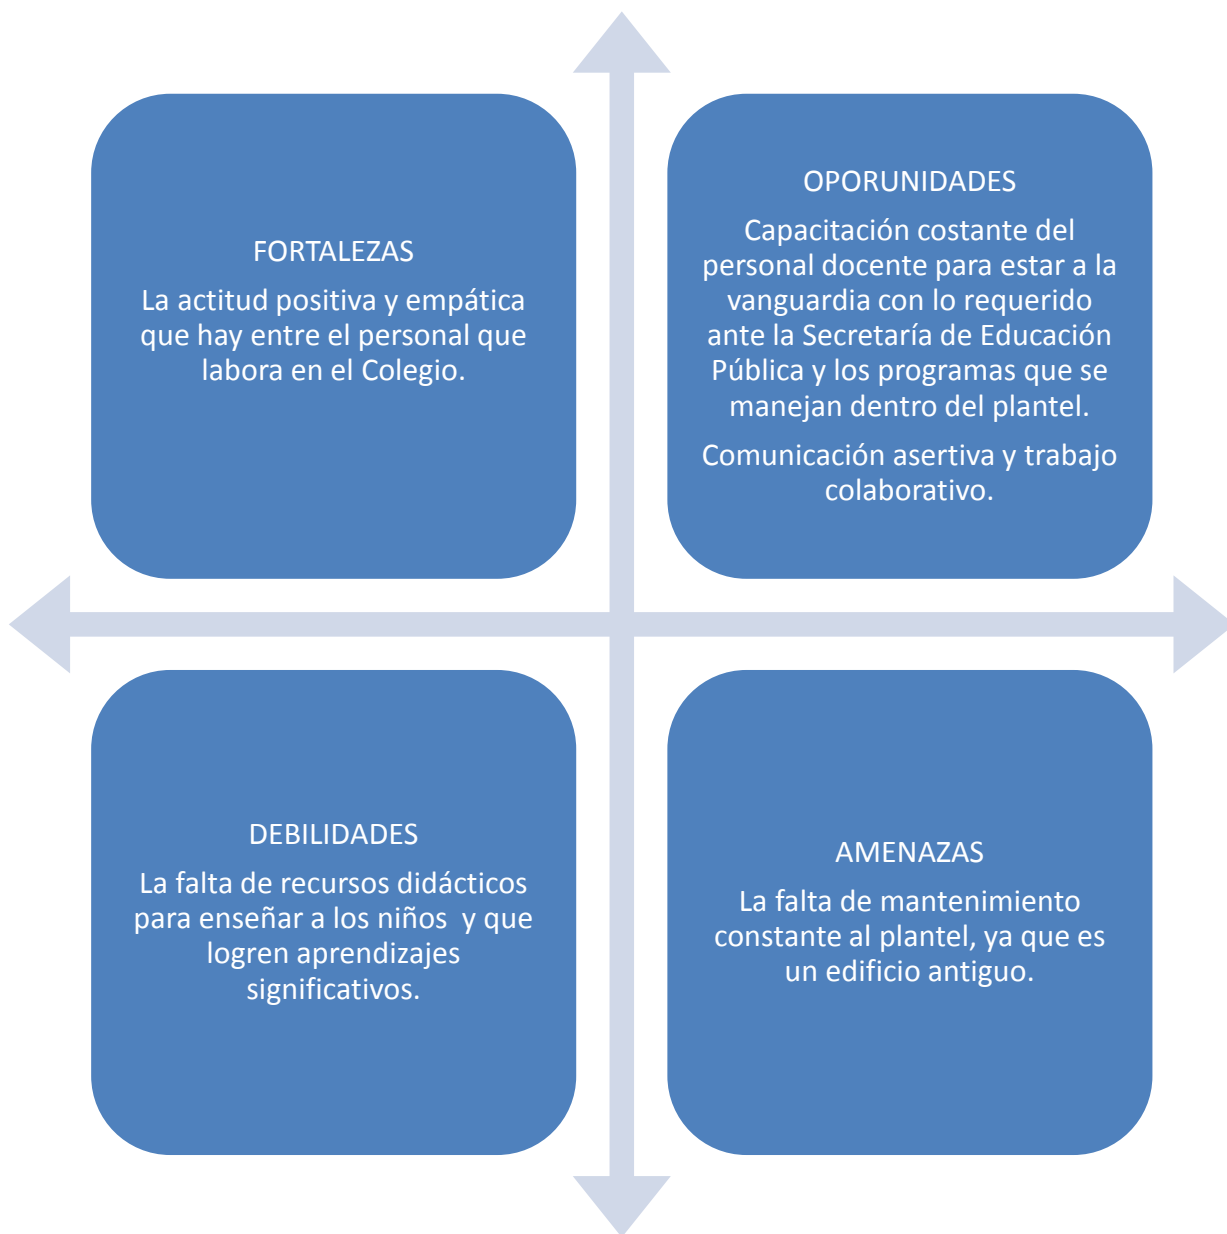 FORTALEZAS
La actitud positiva y empática
que hay entre el personal que
labora en el Colegio.
OPORUNIDADES
Capacitación costante del
personal docente para estar a la
vanguardia con lo requerido
ante la Secretaría de Educación
Pública y los programas que se
manejan dentro del plantel.
Comunicación asertiva y trabajo
colaborativo.
DEBILIDADES
La falta de recursos didácticos
para enseñar a los niños  y que
logren aprendizajes
significativos.
AMENAZAS
La falta de mantenimiento
constante al plantel, ya que es
un edificio antiguo.